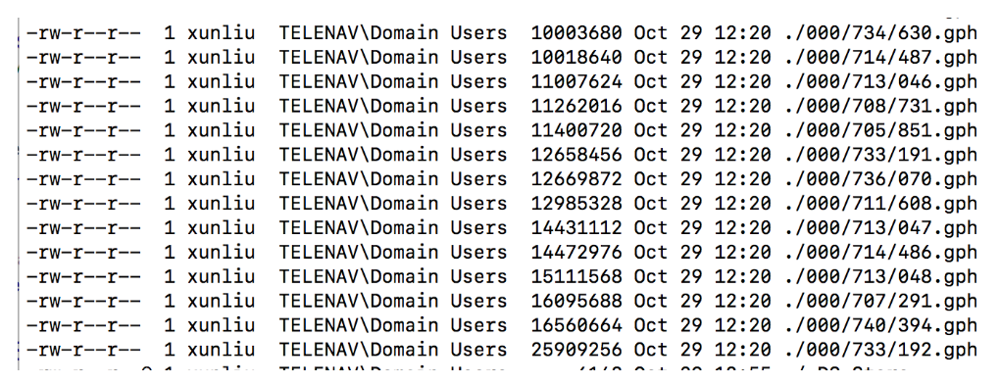 -rw-r--r--  1 xunliu  TELENAV\Domain Users  10003680 Oct 29 12:20 ./000/734/630.gph
-rw-r--r--  1 xunliu  TELENAV\Domain Users  10018640 Oct 29 12:20 ./000/714/487.gph
-rw-r--r--  1 xunliu  TELENAV\Domain Users  11007624 Oct 29 12:20 ./000/713/046.gph
-rw-r--r--  1 xunliu  TELENAV\Domain Users  11262016 Oct 29 12:20 ./000/708/731.gph
-rw-r--r--  1 xunliu  TELENAV\Domain Users  11400720 Oct 29 12:20 ./000/705/851.gph
-rw-r--r--  1 xunliu  TELENAV\Domain Users  12658456 Oct 29 12:20 ./000/733/191.gph
-rw-r--r--  1 xunliu  TELENAV\Domain Users  12669872 Oct 29 12:20 ./000/736/070.gph
-rw-r--r--  1 xunliu  TELENAV\Domain Users  12985328 Oct 29 12:20 ./000/711/608.gph
-rw-r--r--  1 xunliu  TELENAV\Domain Users  14431112 Oct 29 12:20 ./000/713/047.gph
-rw-r--r--  1 xunliu  TELENAV\Domain Users  14472976 Oct 29 12:20 ./000/714/486.gph
-rw-r--r--  1 xunliu  TELENAV\Domain Users  15111568 Oct 29 12:20 ./000/713/048.gph
-rw-r--r--  1 xunliu  TELENAV\Domain Users  16095688 Oct 29 12:20 ./000/707/291.gph
-rw-r--r--  1 xunliu  TELENAV\Domain Users  16560664 Oct 29 12:20 ./000/740/394.gph
-rw-r--r--  1 xunliu  TELENAV\Domain Users  25909256 Oct 29 12:20 ./000/733/192.gph